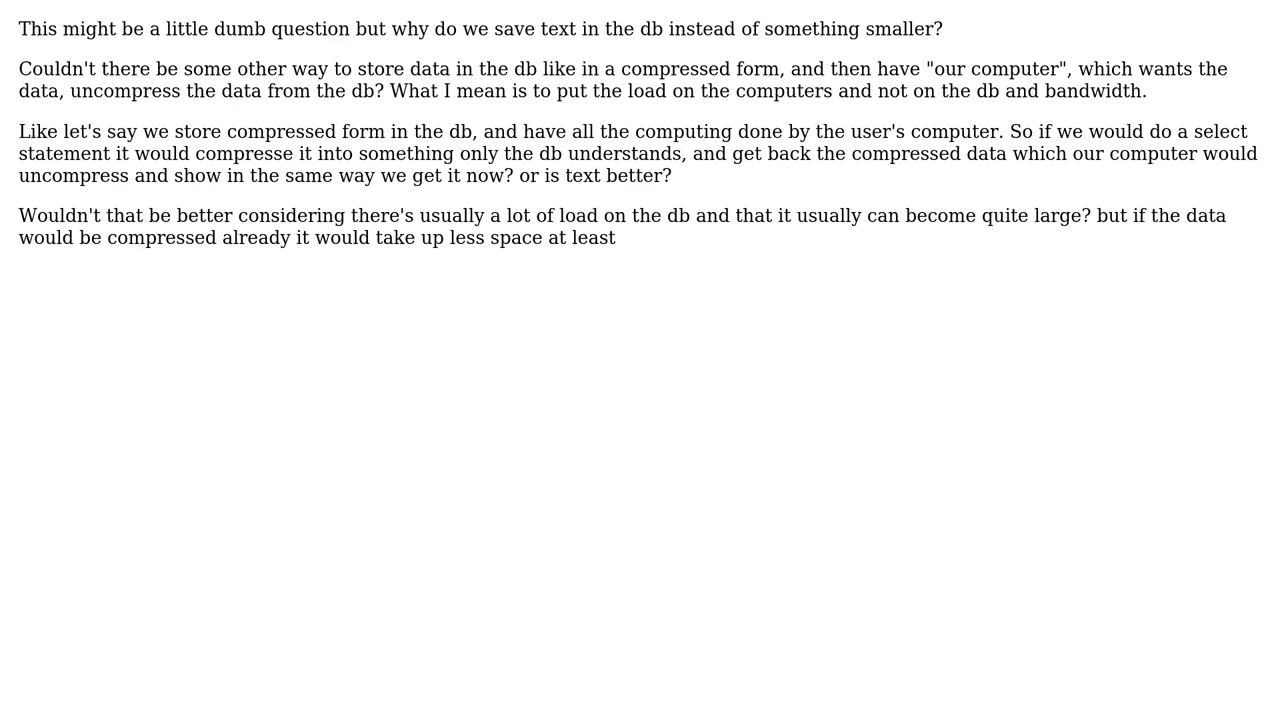 This might be a little dumb question but why do we save text in the db instead of something smaller?
Couldn't there be some other way to store data in the db like in a compressed form, and then have "our computer", which wants the
data, uncompress the data from the db? What I mean is to put the load on the computers and not on the db and bandwidth.
Like let's say we store compressed form in the db, and have all the computing done by the user's computer. So if we would do a select
statement it would compresse it into something only the db understands, and get back the compressed data which our computer would
uncompress and show in the same way we get it now? or is text better?
Wouldn't that be better considering there's usually a lot of load on the db and that it usually can become quite large? but if the data
would be compressed already it would take up less space at least